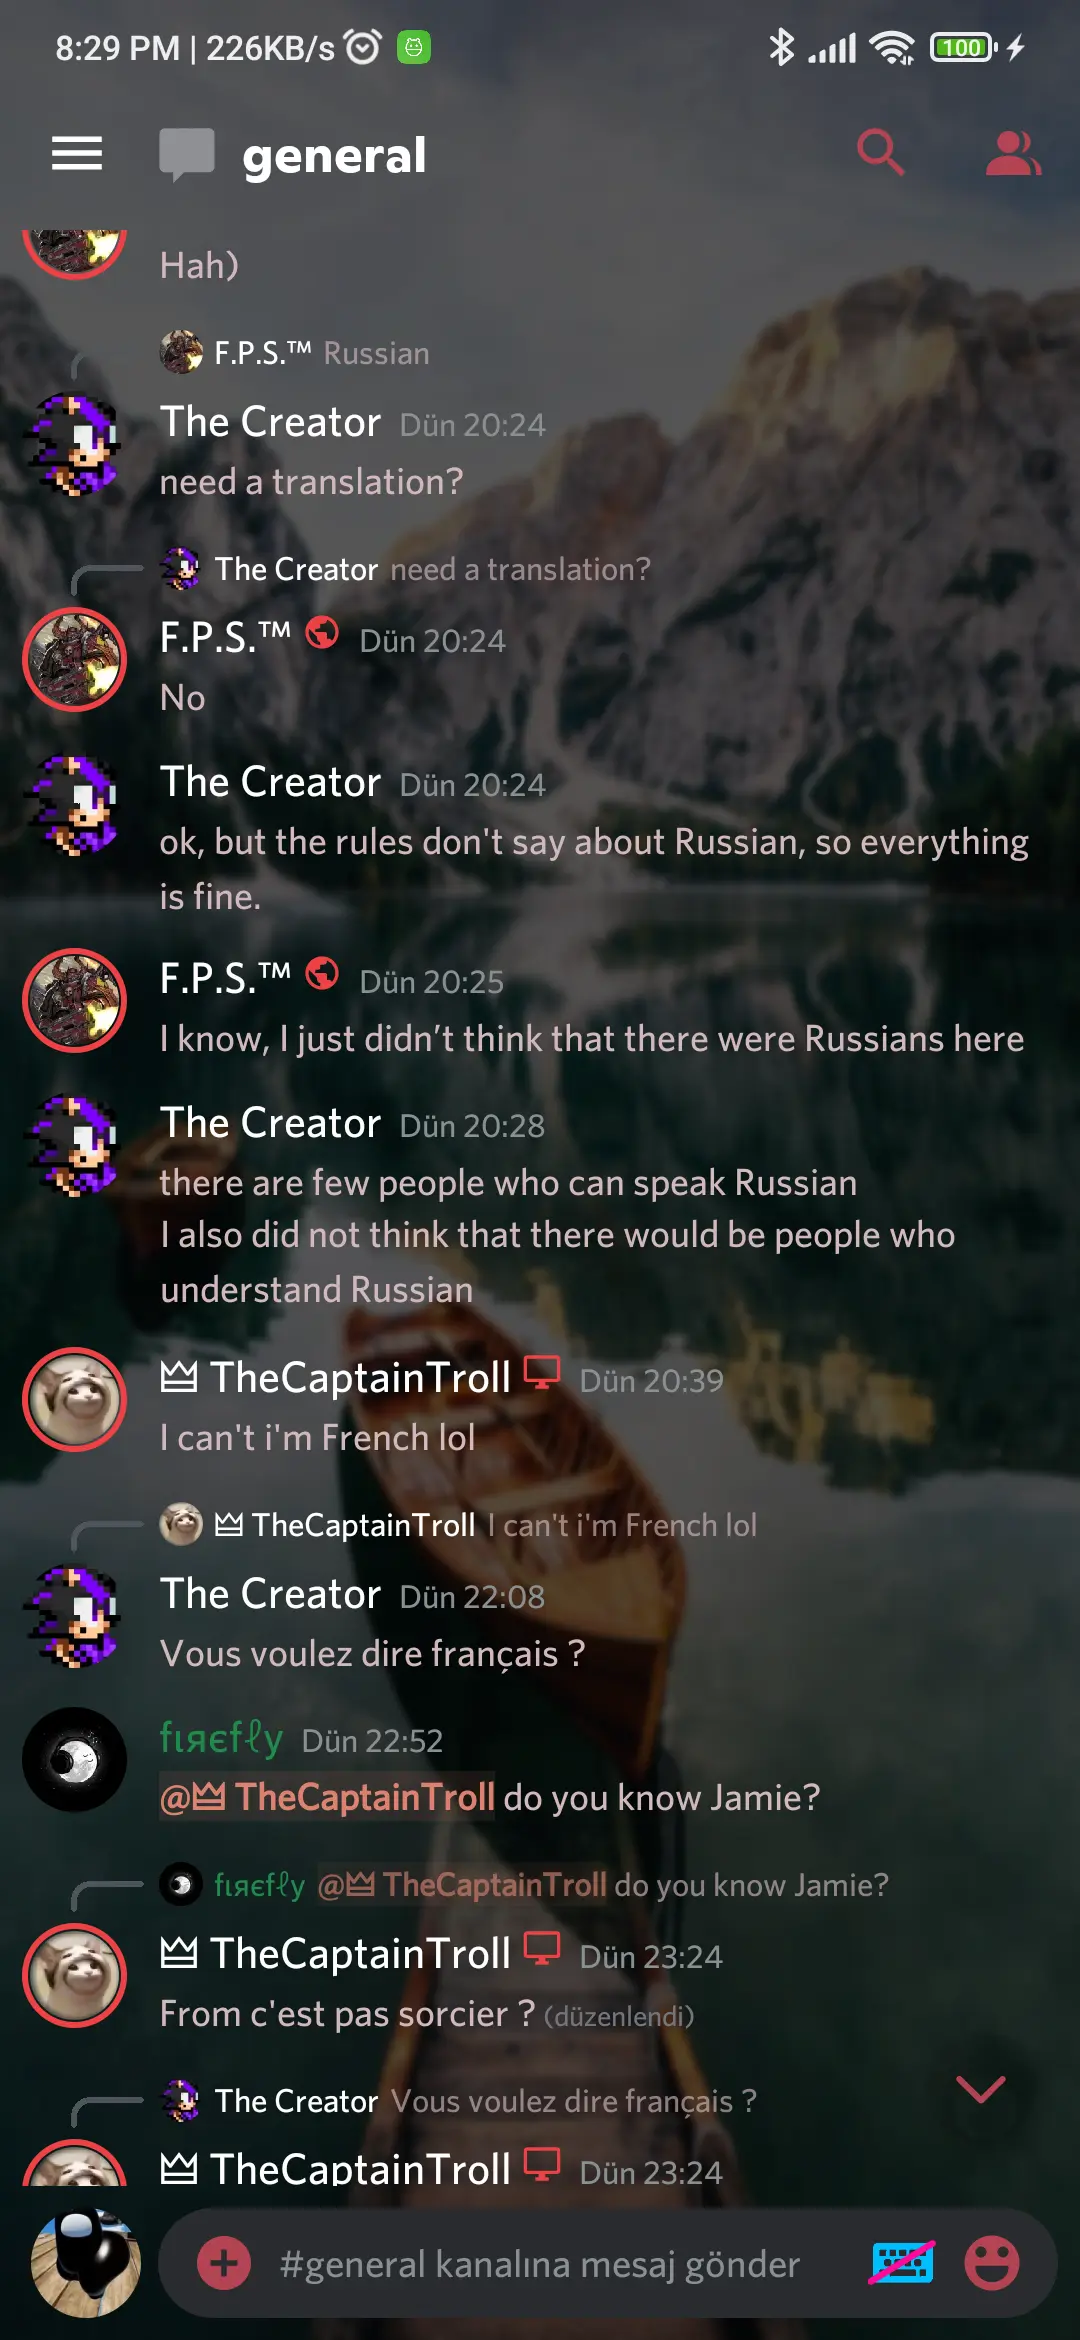 8:29 PM | 226KB/s
100
general
Hah)
F.P.S.™ Russian
The Creator Dün 20:24
need a translation?
The Creator need a translation?
F.P.S.™ Dün 20:24
No
The Creator Dün 20:24
ok, but the rules don't say about Russian, so everything
is fine.
F.P.S.™ Dün 20:25
I know, I just didn’t think that there were Russians here
The Creator Dün 20:28
there are few people who can speak Russian
I also did not think that there would be people who
understand Russian
TheCaptainTroll Dün 20:39
I can't i'm French lol
TheCaptainTroll I can't i'm French lol
The Creator Dün 22:08
Vous voulez dire français ?
fιяєfℓy Dün 22:52
@TheCaptainTroll do you know Jamie?
fιяєfℓy @TheCaptainTroll do you know Jamie?
TheCaptainTroll Dün 23:24
From c'est pas sorcier ? (düzenlendi)
The Creator Vous voulez dire français ?
TheCaptainTroll Dün 23:24
#general kanalına mesaj gönder